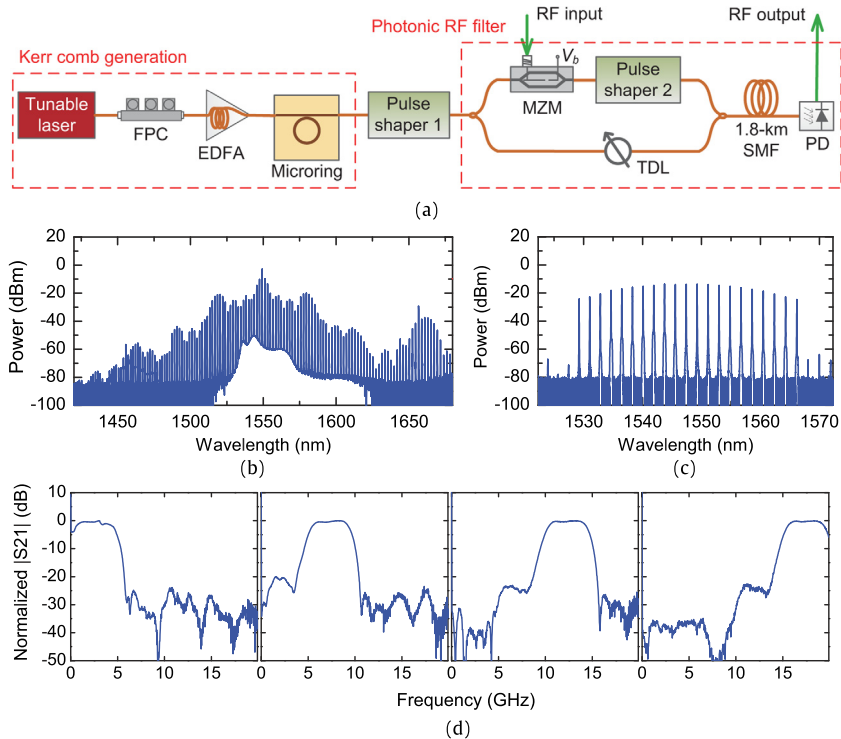 Kerr comb generation
Photonic RF filter
RF input
RF output
Tunable laser
FPC
EDFA
Microring
Pulse shaper 1
V_b
MZM
Pulse shaper 2
TDL
1.8-km SMF
PD
(a)
20
0
-20
-40
-60
-80
-100
Power (dBm)
1450 1500 1550 1600 1650
Wavelength (nm)
(b)
20
0
-20
-40
-60
-80
-100
Power (dBm)
1530 1540 1550 1560 1570
Wavelength (nm)
(c)
Normalized |S21| (dB)
10
0
-10
-20
-30
-40
-50
0 5 10 15 0 5 10 15 0 5 10 15 0 5 10 15
Frequency (GHz)
(d)